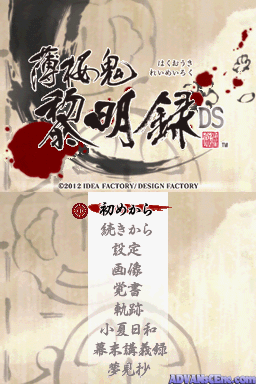 はくおうき
れいめいろく
薄桜鬼
黎明録
DS
TM
©2012 IDEA FACTORY/DESIGN FACTORY
初めから
続きから
設定
画像
覚書
軌跡
小夏日和
幕末講義録
夢鬼抄
ADVANSCENE.COM